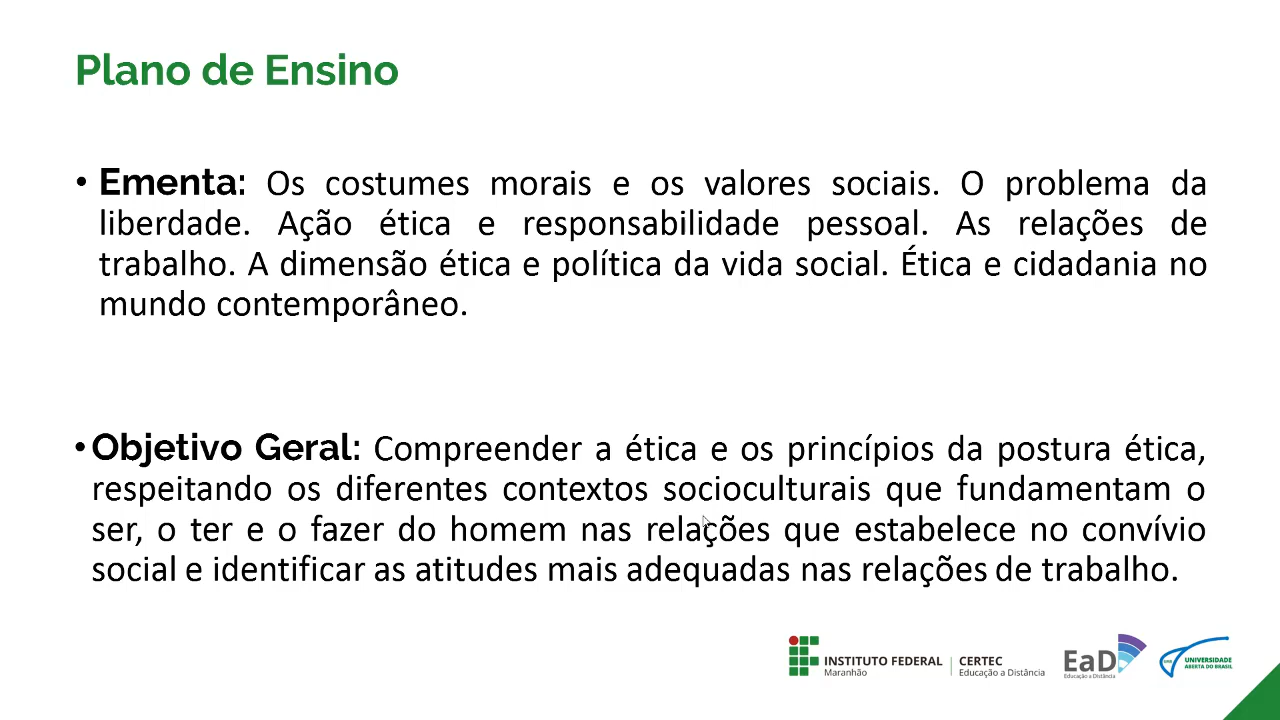 Plano de Ensino
• Ementa: Os costumes morais e os valores sociais. O problema da
liberdade. Ação ética e responsabilidade pessoal. As relações de
trabalho. A dimensão ética e política da vida social. Ética e cidadania no
mundo contemporâneo.
• Objetivo Geral: Compreender a ética e os princípios da postura ética,
respeitando os diferentes contextos socioculturais que fundamentam o
ser, o ter e o fazer do homem nas relações que estabelece no convívio
social e identificar as atitudes mais adequadas nas relações de trabalho.
INSTITUTO FEDERAL
Maranhão
CERTEC
Educação a Distância
EaD
Educação a Distância
UNIVERSIDADE
ABERTA DO BRASIL